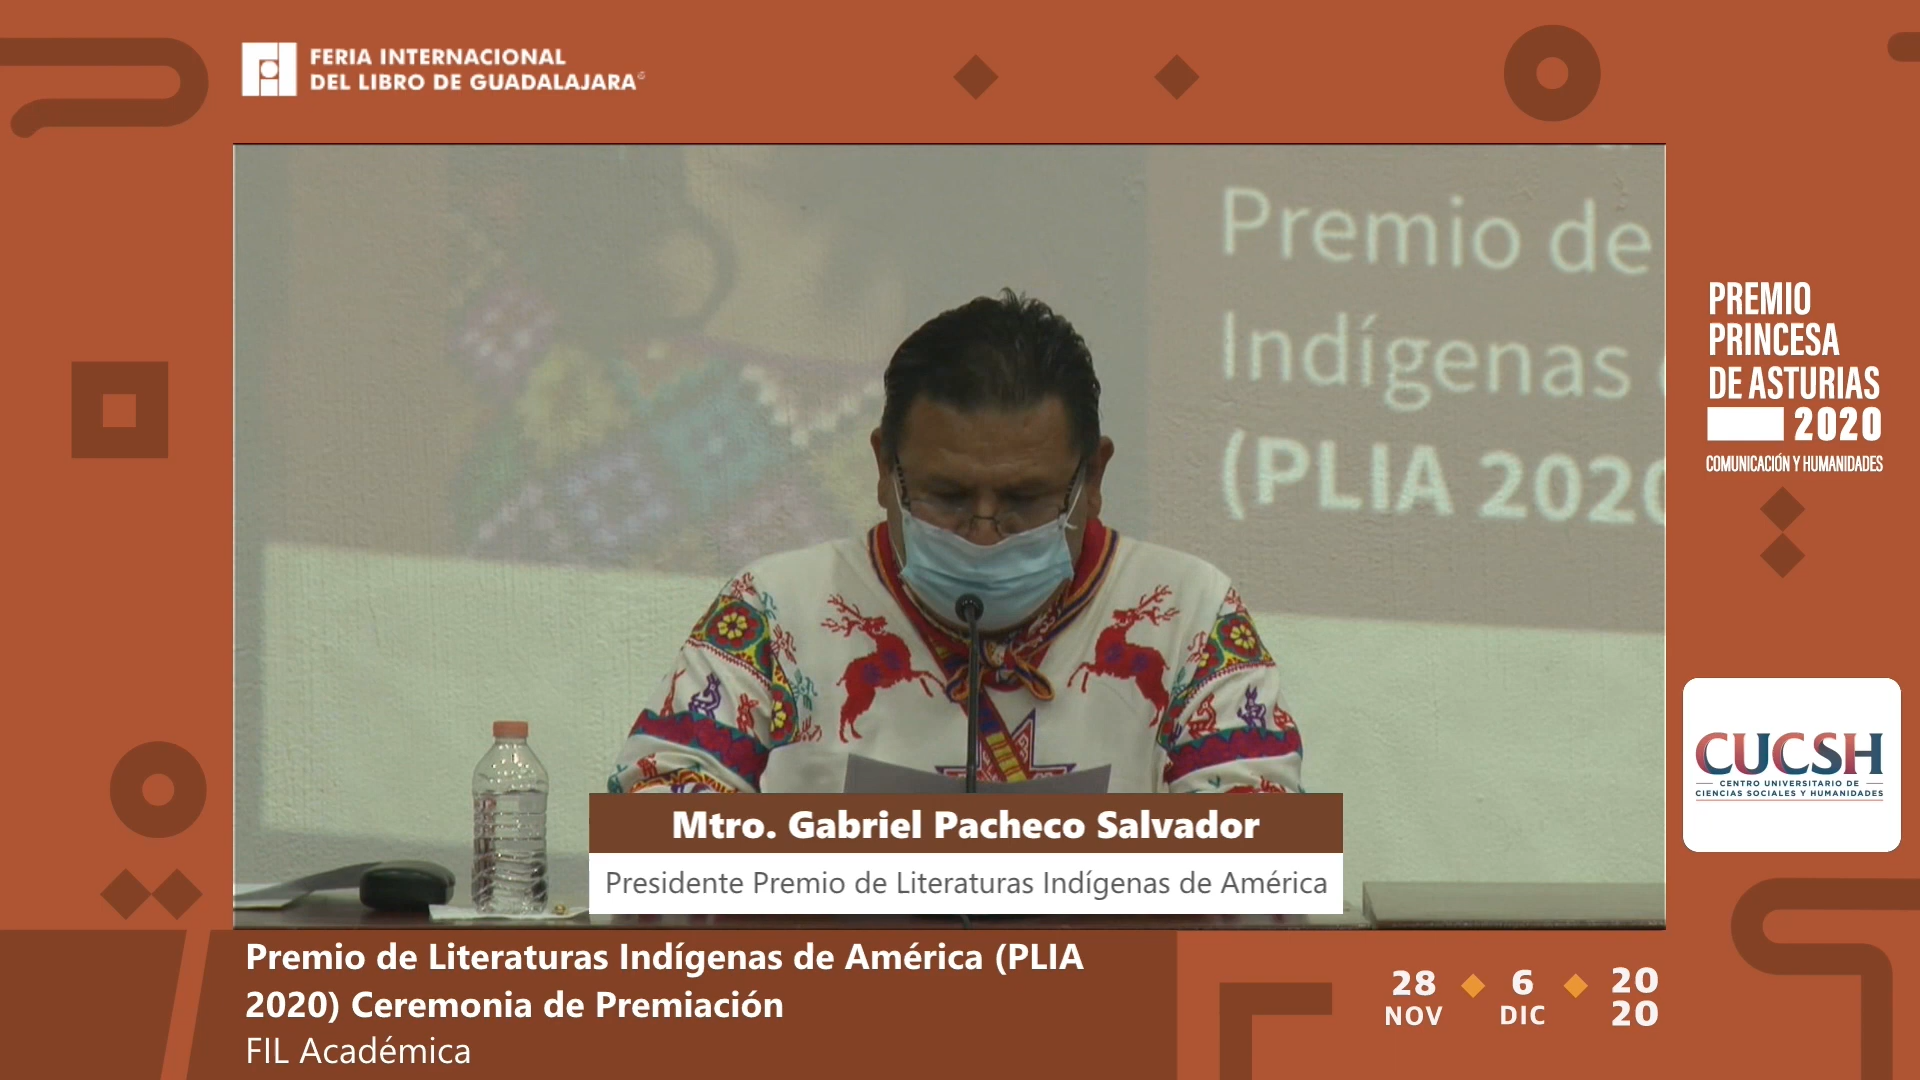 FERIA INTERNACIONAL
DEL LIBRO DE GUADALAJARA
Premio de
Indígenas
(PLIA 2020
PREMIO
PRINCESA
DE ASTURIAS
2020
COMUNICACIÓN Y HUMANIDADES
CUCSH
CENTRO UNIVERSITARIO DE
CIENCIAS SOCIALES Y HUMANIDADES
Mtro. Gabriel Pacheco Salvador
Presidente Premio de Literaturas Indígenas de América
Premio de Literaturas Indígenas de América (PLIA
2020) Ceremonia de Premiación
FIL Académica
28 6 20
NOV DIC 20